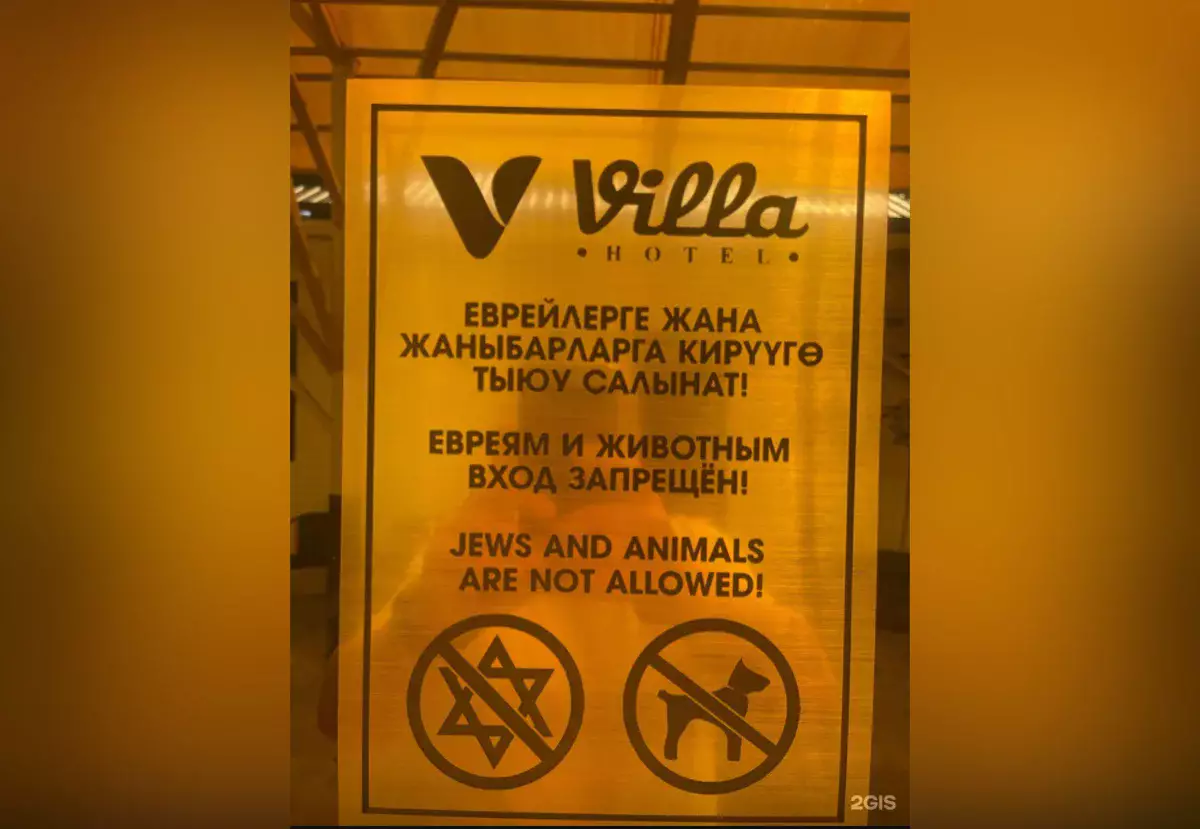 Villa
• HOTEL •
ЕВРЕЙЛЕРГЕ ЖАНА
ЖАНЫБАРЛАРГА КИРҮҮГӨ
ТЫЮУ САЛЫНАТ!
ЕВРЕЯМ И ЖИВОТНЫМ
ВХОД ЗАПРЕЩЁН!
JEWS AND ANIMALS
ARE NOT ALLOWED!
2GIS